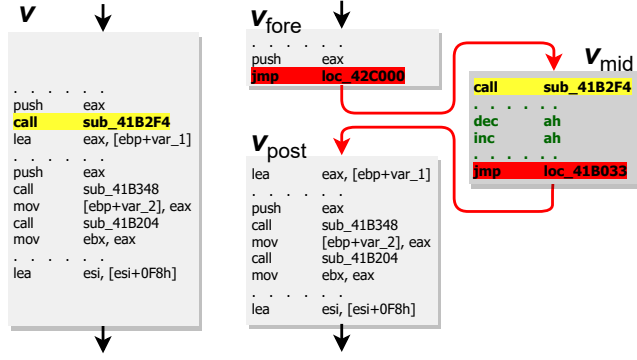 v
. . . . . .
push eax
call sub_41B2F4
lea eax, [ebp+var_1]
. . . . . .
push eax
call sub_41B348
mov [ebp+var_2], eax
call sub_41B204
mov ebx, eax
. . . . . .
lea esi, [esi+0F8h]
vfore
. . . . . .
push eax
jmp loc_42C000
vmid
call sub_41B2F4
. . . . . .
dec ah
inc ah
. . . . . .
jmp loc_41B033
vpost
lea eax, [ebp+var_1]
. . . . . .
push eax
call sub_41B348
mov [ebp+var_2], eax
call sub_41B204
mov ebx, eax
. . . . . .
lea esi, [esi+0F8h]